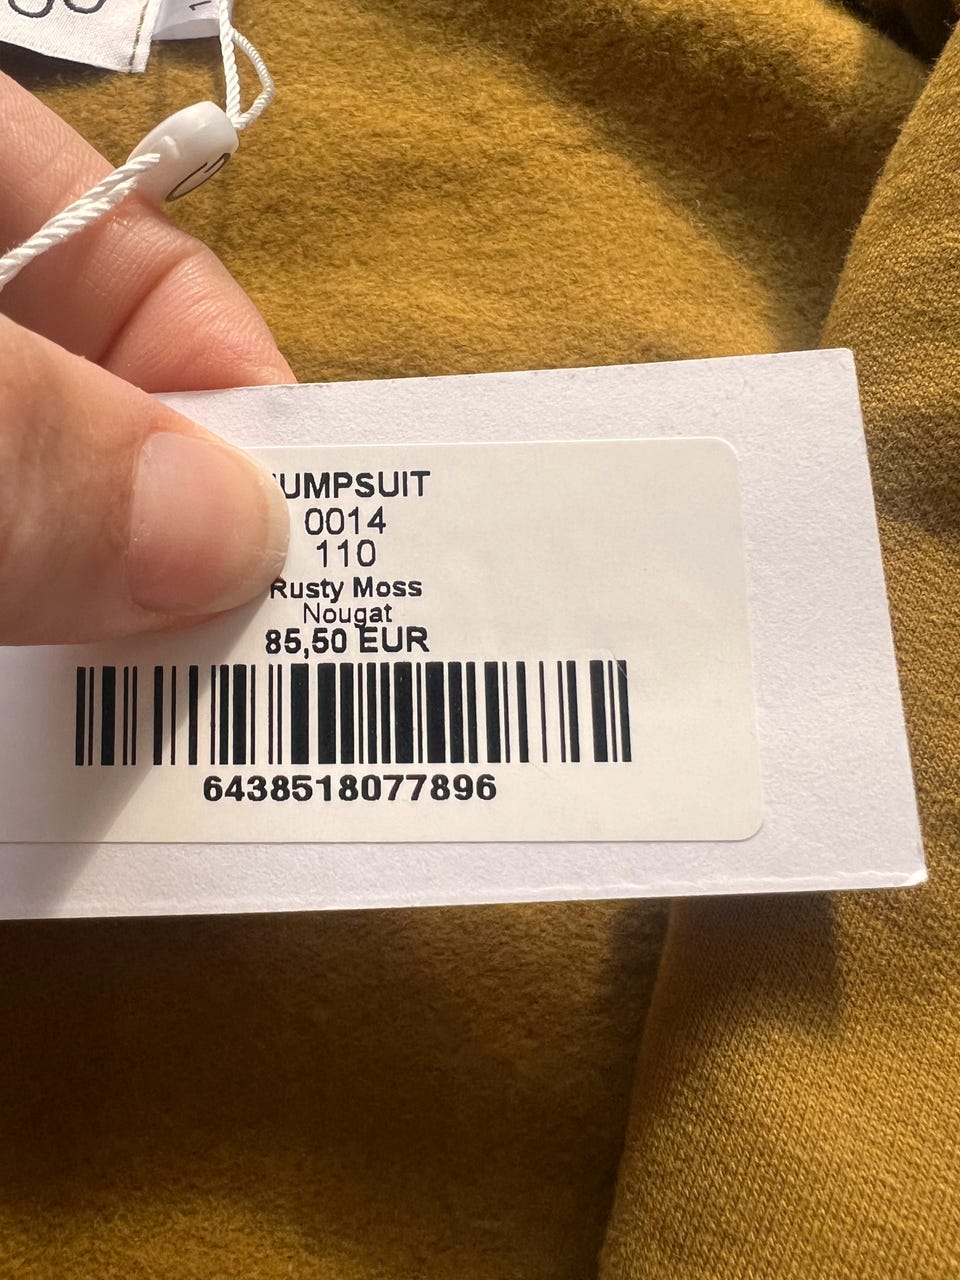 UMPSUIT
0014
110
Rusty Moss
Nougat
85,50 EUR
6438518077896